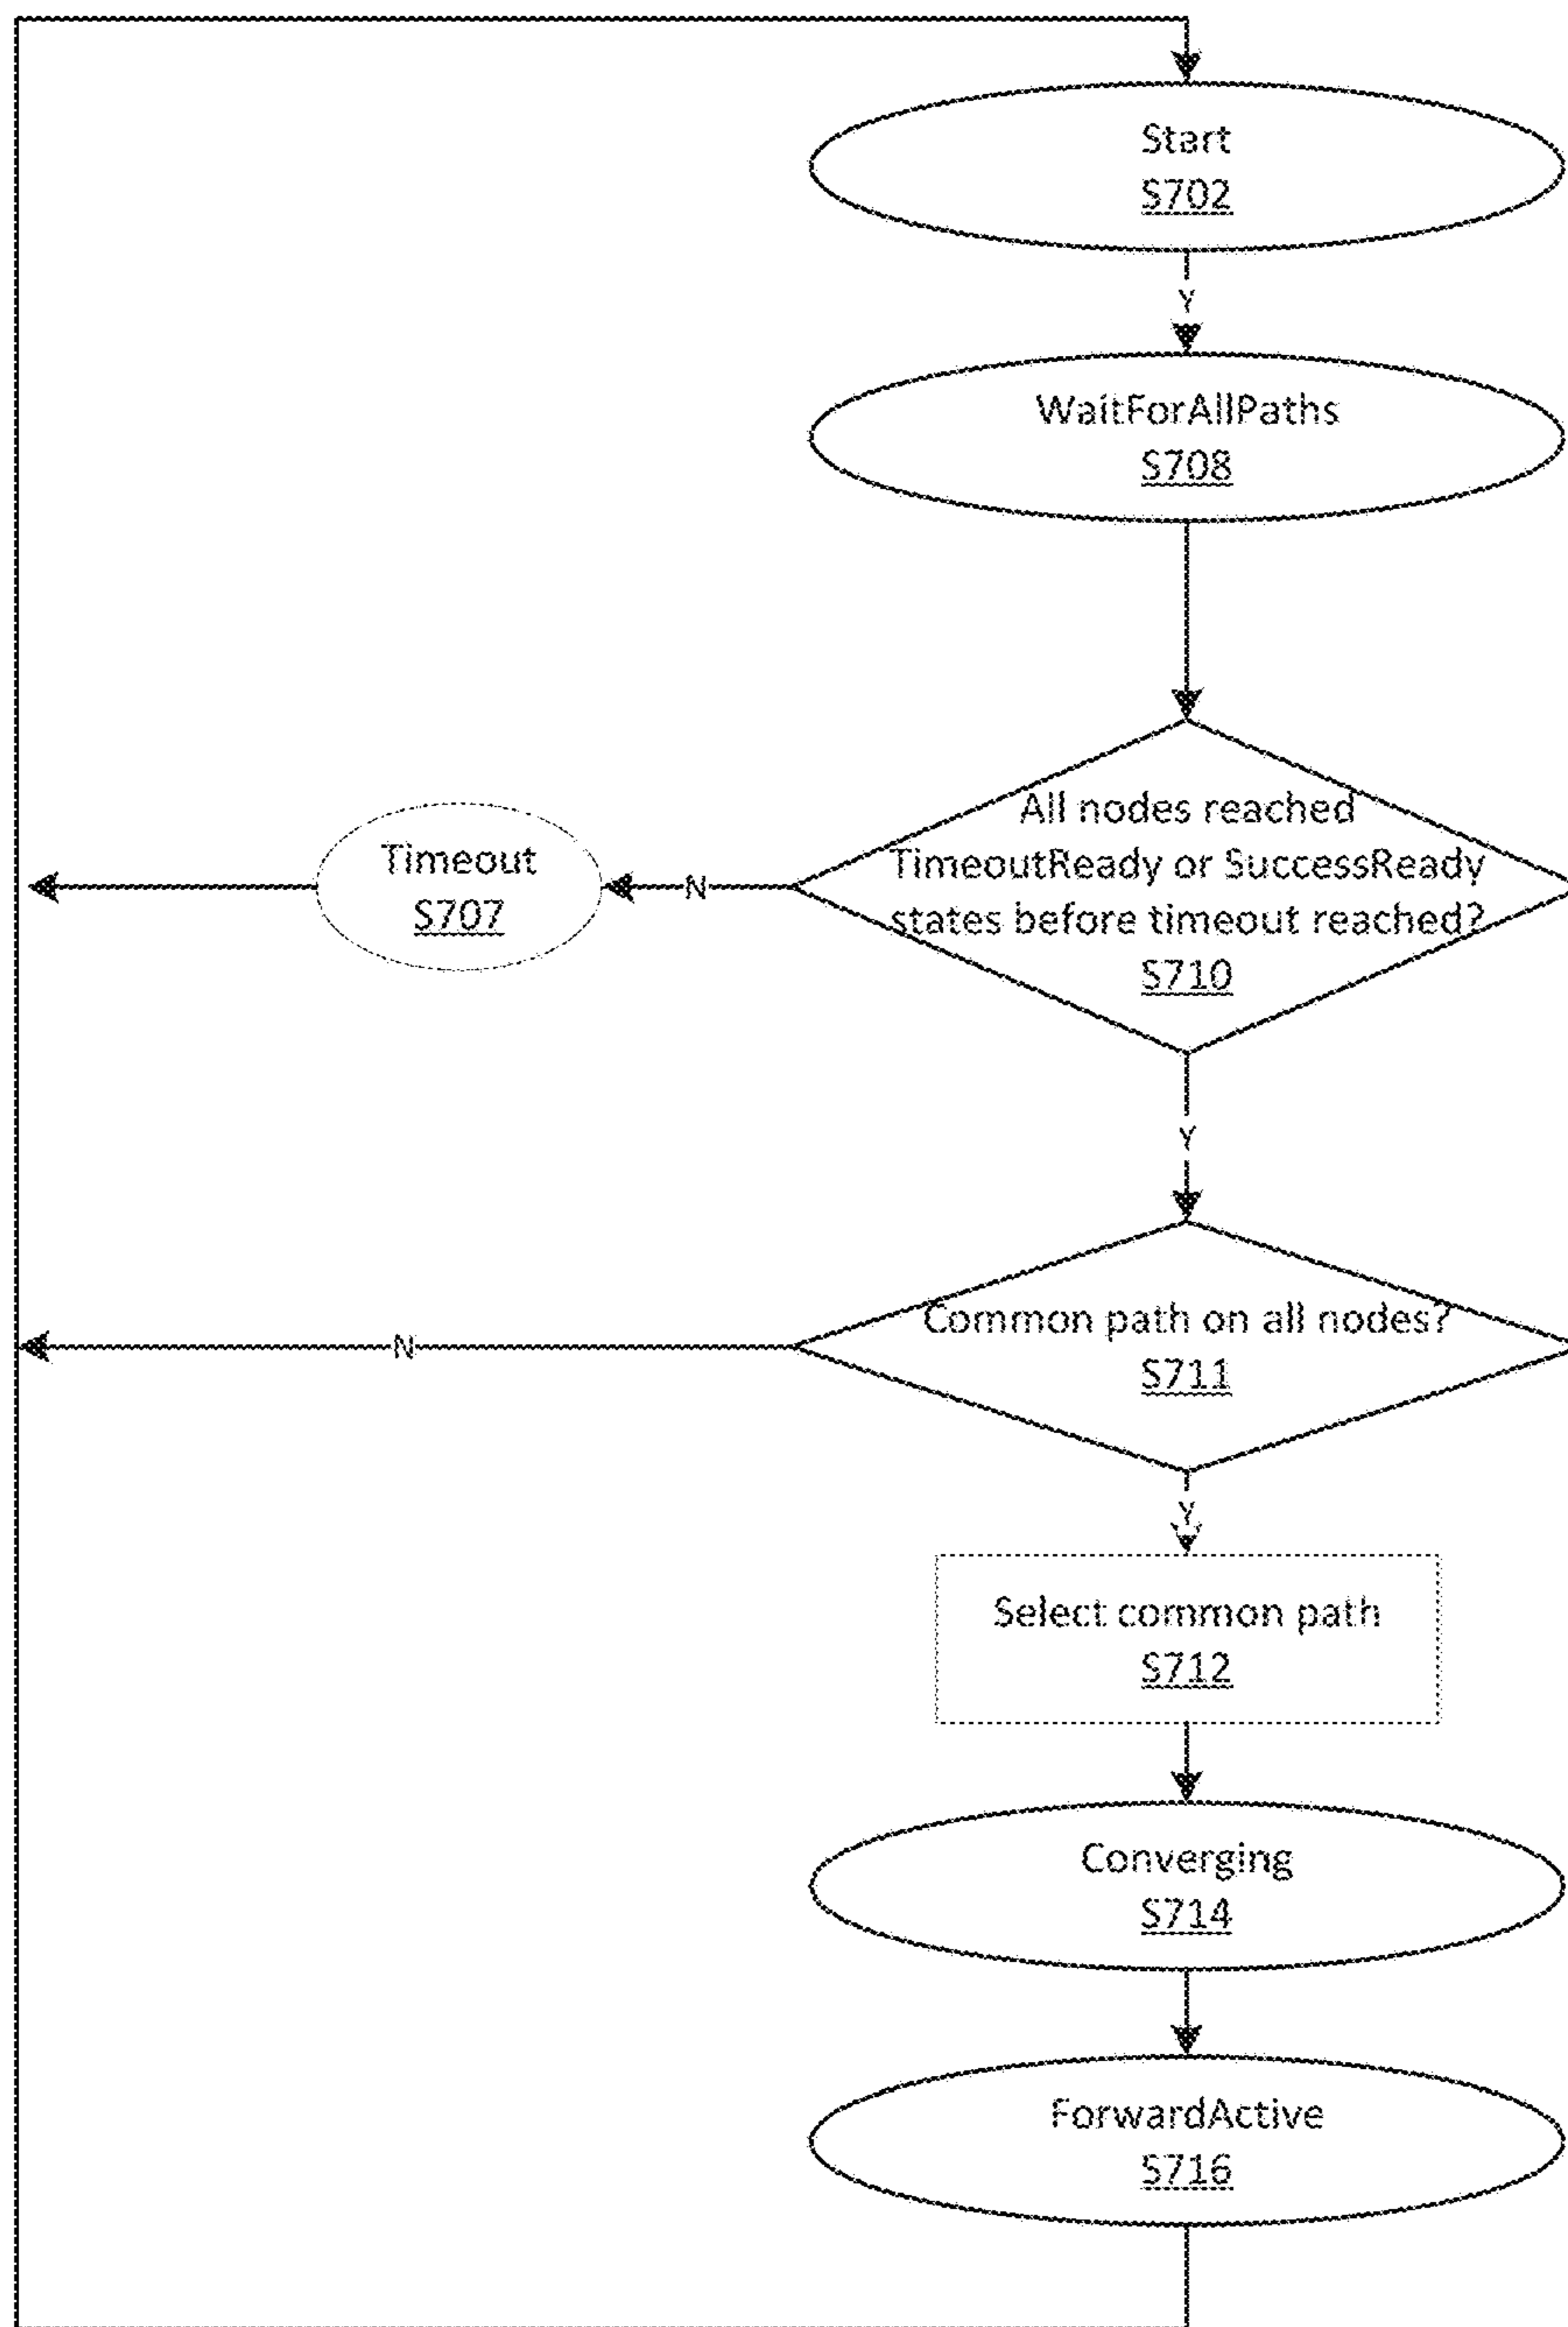 Start
S702
Y
WaitForAllPaths
S708
All nodes reached
TimeoutReady or SuccessReady
states before timeout reached?
S710
N
Timeout
S707
Y
Common path on all nodes?
S711
N
Y
Select common path
S712
Converging
S714
ForwardActive
S716